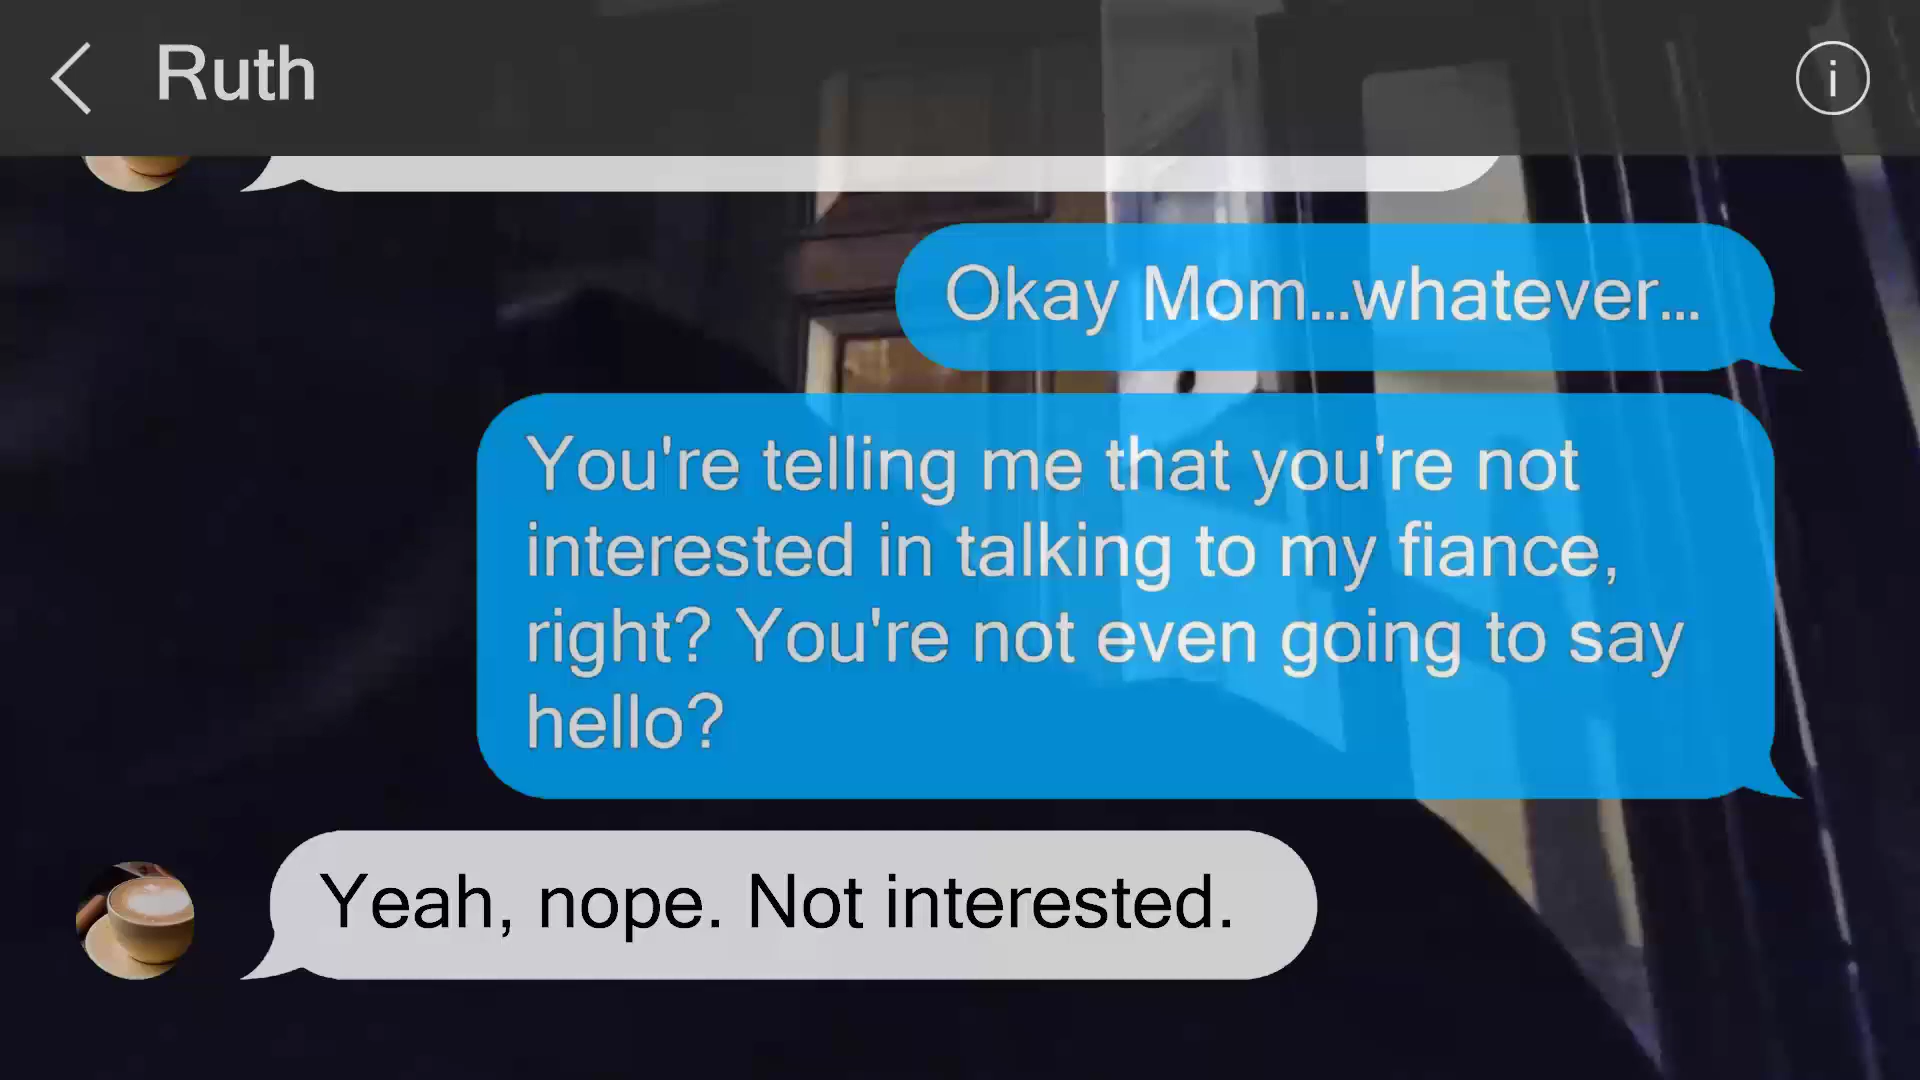 Ruth
i
Okay Mom...whatever...
You're telling me that you're not
interested in talking to my fiance,
right? You're not even going to say
hello?
Yeah, nope. Not interested.